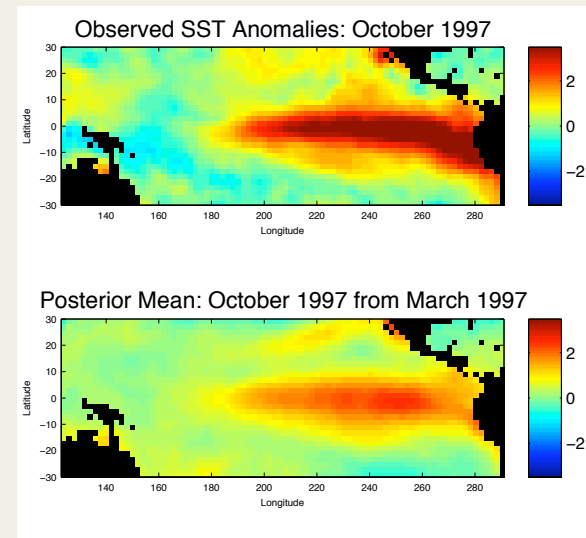 Observed SST Anomalies: October 1997
30
20
10
0
−10
−20
−30
Latitude
140 160 180 200 220 240 260 280
Longitude
2
0
−2
Posterior Mean: October 1997 from March 1997
30
20
10
0
−10
−20
−30
Latitude
140 160 180 200 220 240 260 280
Longitude
2
0
−2